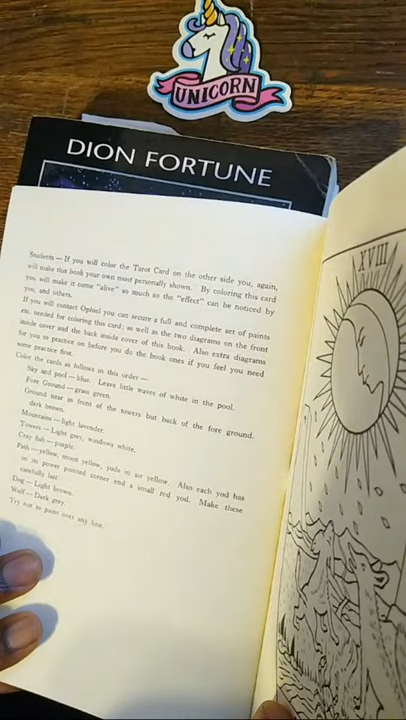 UNICORN
DION FORTUNE
Students — If you will color the Tarot Card on the other side you, again,
will make this book your own most personally shown. By coloring this card
you will make it come "alive" so much so the "effect" can be noticed by
you, and others.
If you will contact Ophiel you can secure a full and complete set of paints
etc. needed for coloring this card; as well as the two diagrams on the front
inside cover and the back inside cover of this book. Also extra diagrams
for you to practice on before you do the book ones if you feel you need
some practice first.
Color the cards as follows in this order —
Sky and pool — blue. Leave little waves of white in the pool.
Fore Ground — grass green.
Ground near in front of the towers but back of the fore ground.
dark brown.
Mountains — light lavender.
Towers — Light grey, windows white.
Cray fish — purple.
Path — yellow, moon yellow, yods in air yellow. Also each yod has
in its power pointed corner end a small red yod. Make these
carefully last.
Dog — Light brown.
Wolf — Dark grey.
Try not to paint over any line.
XVIII